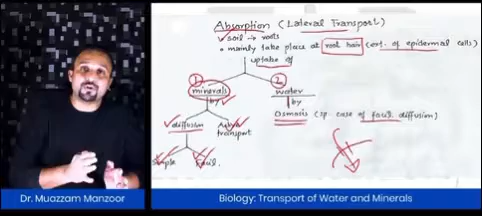 Absorption (Lateral Transport)
soil → roots
• mainly take place at root hair (ext. of epidermal cells)
uptake of
1 2
minerals water
by by
diffusion Active transport Osmosis (sp. case of facil. diffusion)
Simple Facil.
Dr. Muazzam Manzoor
Biology: Transport of Water and Minerals